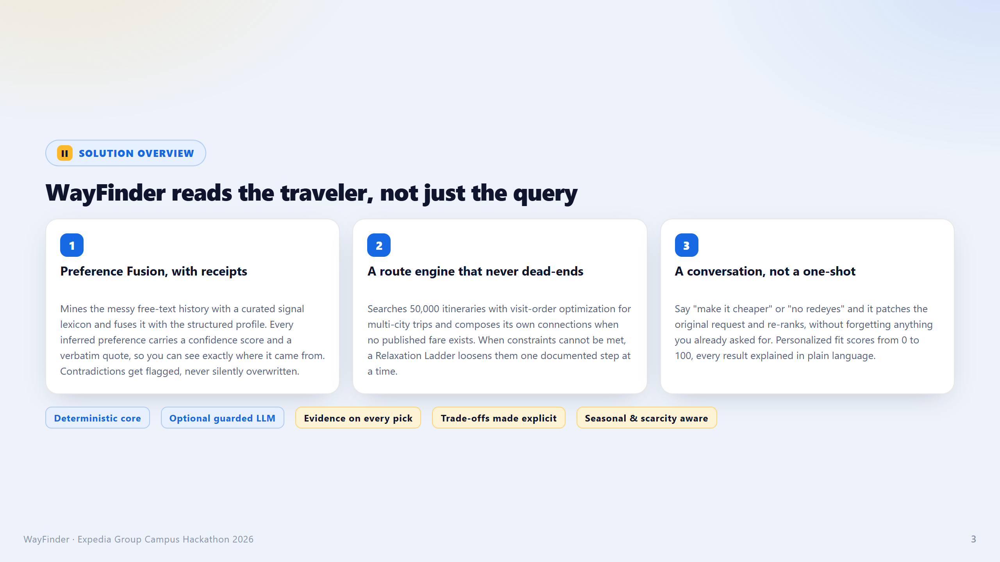 II SOLUTION OVERVIEW
WayFinder reads the traveler, not just the query
1
Preference Fusion, with receipts
Mines the messy free-text history with a curated signal
lexicon and fuses it with the structured profile. Every
inferred preference carries a confidence score and a
verbatim quote, so you can see exactly where it came from.
Contradictions get flagged, never silently overwritten.
2
A route engine that never dead-ends
Searches 50,000 itineraries with visit-order optimization for
multi-city trips and composes its own connections when
no published fare exists. When constraints cannot be met,
a Relaxation Ladder loosens them one documented step at
a time.
3
A conversation, not a one-shot
Say "make it cheaper" or "no redeyes" and it patches the
original request and re-ranks, without forgetting anything
you already asked for. Personalized fit scores from 0 to
100, every result explained in plain language.
Deterministic core
Optional guarded LLM
Evidence on every pick
Trade-offs made explicit
Seasonal & scarcity aware
WayFinder · Expedia Group Campus Hackathon 2026
3